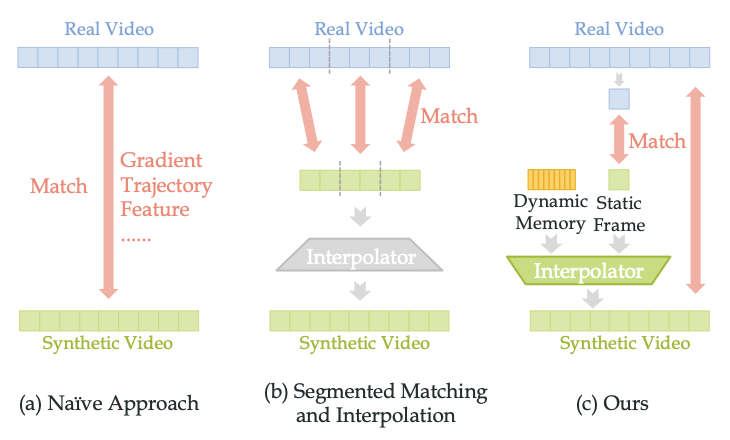 Real Video
Match
Gradient
Trajectory
Feature
......
Synthetic Video
(a) Naïve Approach
Real Video
Match
Interpolator
Synthetic Video
(b) Segmented Matching
and Interpolation
Real Video
Match
Dynamic
Memory
Static
Frame
Interpolator
Synthetic Video
(c) Ours